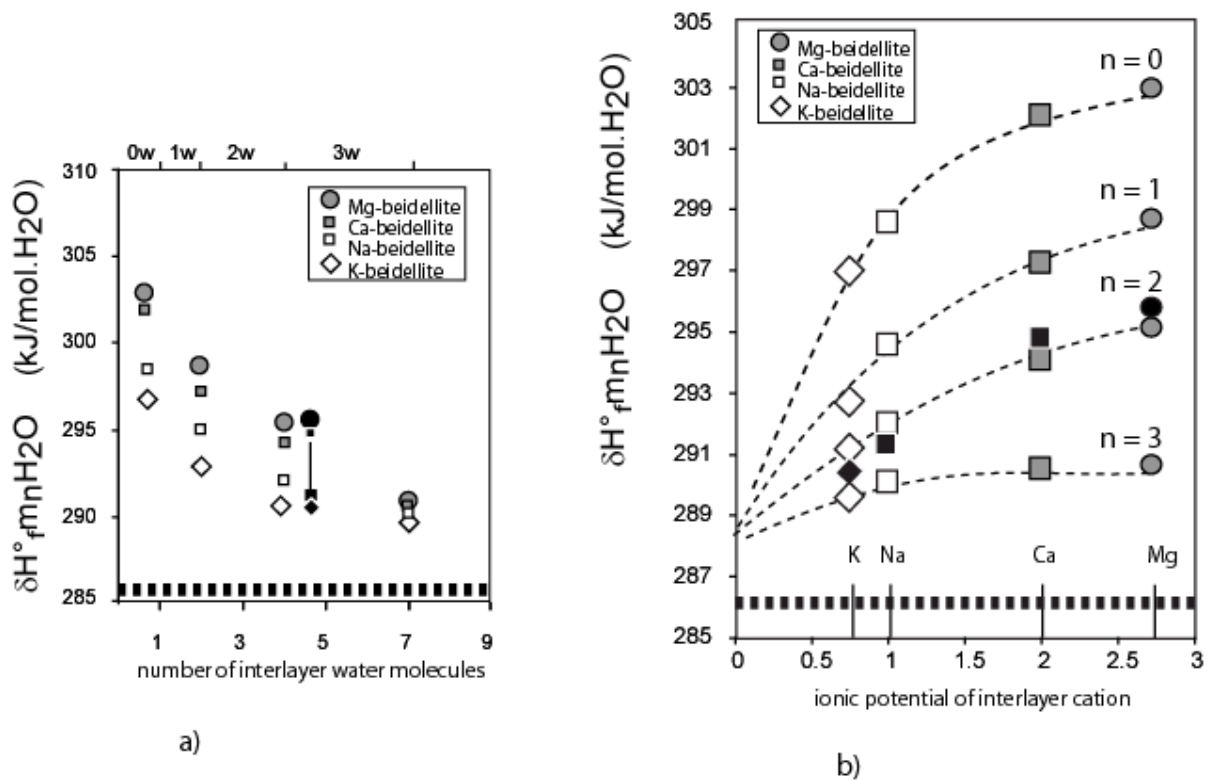 0w 1w 2w 3w
310
305
300
295
290
285
δH°fmnH2O (kJ/mol.H2O)
Mg-beidellite
Ca-beidellite
Na-beidellite
K-beidellite
1 3 5 7 9
number of interlayer water molecules
a)
305
303
301
299
297
295
293
291
289
287
285
δH°fmnH2O (kJ/mol.H2O)
Mg-beidellite
Ca-beidellite
Na-beidellite
K-beidellite
n = 0
n = 1
n = 2
n = 3
K Na Ca Mg
0 0.5 1 1.5 2 2.5 3
ionic potential of interlayer cation
b)